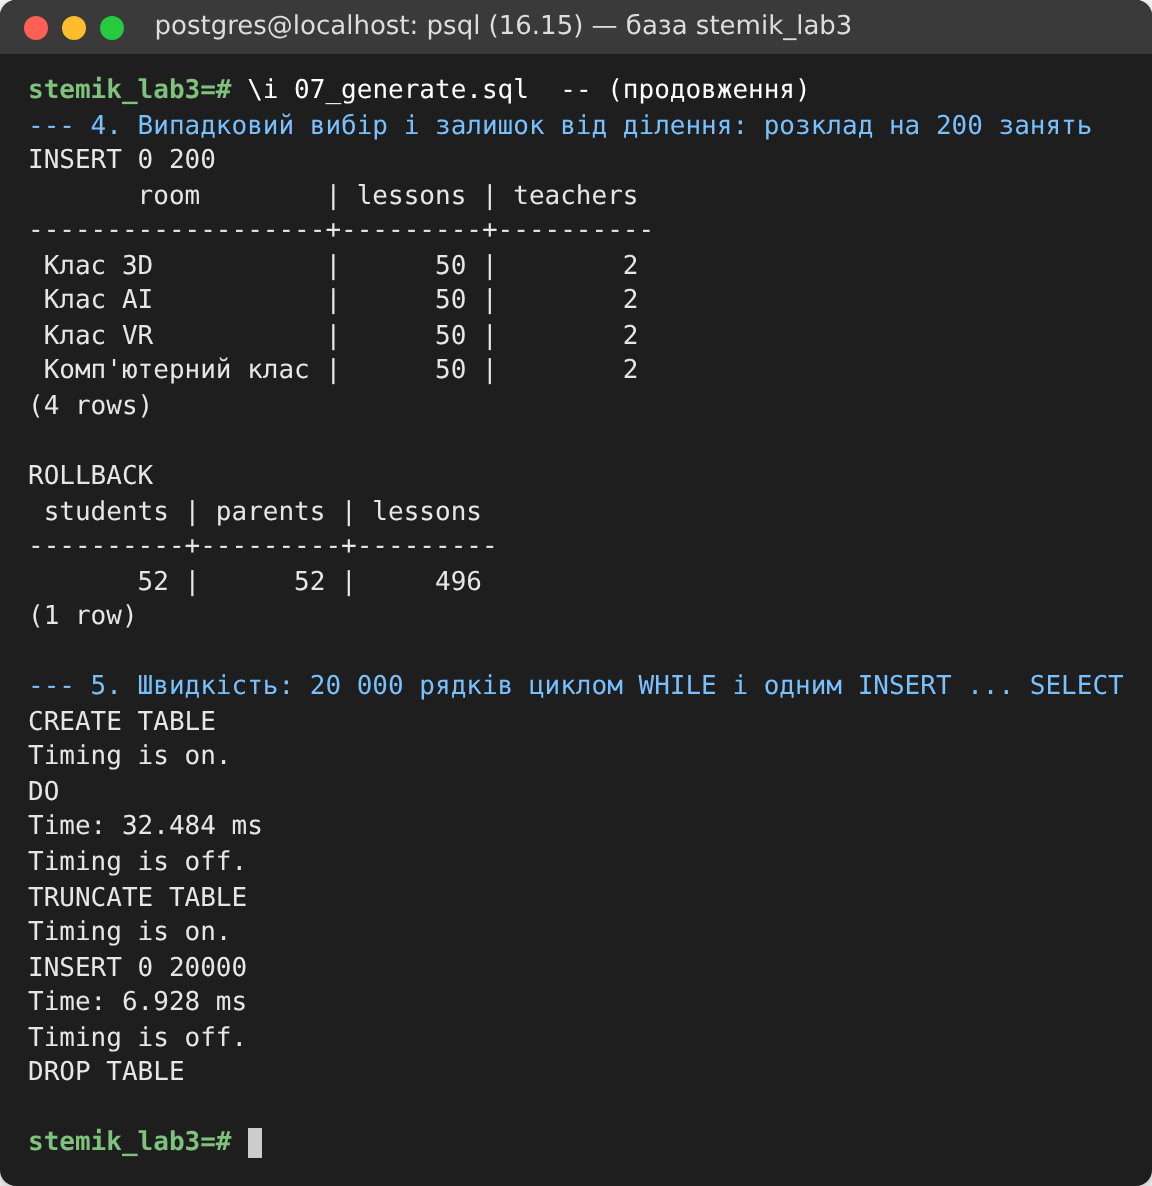 postgres@localhost: psql (16.15) — база stemik_lab3
stemik_lab3=# \i 07_generate.sql  -- (продовження)
--- 4. Випадковий вибір і залишок від ділення: розклад на 200 занять
INSERT 0 200
       room        | lessons | teachers
-------------------+---------+----------
 Клас 3D           |      50 |        2
 Клас AI           |      50 |        2
 Клас VR           |      50 |        2
 Комп'ютерний клас |      50 |        2
(4 rows)
ROLLBACK
 students | parents | lessons
----------+---------+---------
       52 |      52 |     496
(1 row)
--- 5. Швидкість: 20 000 рядків циклом WHILE і одним INSERT ... SELECT
CREATE TABLE
Timing is on.
DO
Time: 32.484 ms
Timing is off.
TRUNCATE TABLE
Timing is on.
INSERT 0 20000
Time: 6.928 ms
Timing is off.
DROP TABLE
stemik_lab3=#